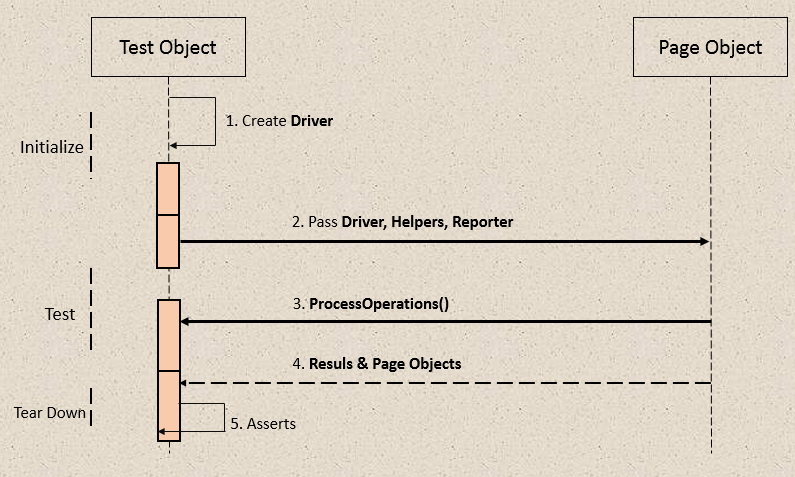 Test Object
Page Object
1. Create Driver
Initialize
2. Pass Driver, Helpers, Reporter
3. ProcessOperations()
Test
4. Resuls & Page Objects
Tear Down
5. Asserts